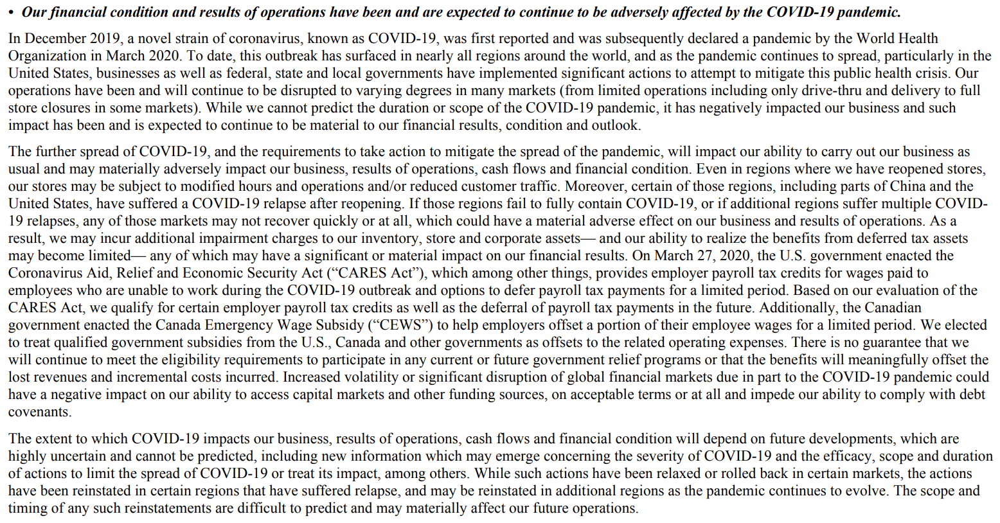 • Our financial condition and results of operations have been and are expected to continue to be adversely affected by the COVID-19 pandemic.
In December 2019, a novel strain of coronavirus, known as COVID-19, was first reported and was subsequently declared a pandemic by the World Health
Organization in March 2020. To date, this outbreak has surfaced in nearly all regions around the world, and as the pandemic continues to spread, particularly in the
United States, businesses as well as federal, state and local governments have implemented significant actions to attempt to mitigate this public health crisis. Our
operations have been and will continue to be disrupted to varying degrees in many markets (from limited operations including only drive-thru and delivery to full
store closures in some markets). While we cannot predict the duration or scope of the COVID-19 pandemic, it has negatively impacted our business and such
impact has been and is expected to continue to be material to our financial results, condition and outlook.
The further spread of COVID-19, and the requirements to take action to mitigate the spread of the pandemic, will impact our ability to carry out our business as
usual and may materially adversely impact our business, results of operations, cash flows and financial condition. Even in regions where we have reopened stores,
our stores may be subject to modified hours and operations and/or reduced customer traffic. Moreover, certain of those regions, including parts of China and the
United States, have suffered a COVID-19 relapse after reopening. If those regions fail to fully contain COVID-19, or if additional regions suffer multiple COVID-
19 relapses, any of those markets may not recover quickly or at all, which could have a material adverse effect on our business and results of operations. As a
result, we may incur additional impairment charges to our inventory, store and corporate assets— and our ability to realize the benefits from deferred tax assets
may become limited— any of which may have a significant or material impact on our financial results. On March 27, 2020, the U.S. government enacted the
Coronavirus Aid, Relief and Economic Security Act (“CARES Act”), which among other things, provides employer payroll tax credits for wages paid to
employees who are unable to work during the COVID-19 outbreak and options to defer payroll tax payments for a limited period. Based on our evaluation of the
CARES Act, we qualify for certain employer payroll tax credits as well as the deferral of payroll tax payments in the future. Additionally, the Canadian
government enacted the Canada Emergency Wage Subsidy (“CEWS”) to help employers offset a portion of their employee wages for a limited period. We elected
to treat qualified government subsidies from the U.S., Canada and other governments as offsets to the related operating expenses. There is no guarantee that we
will continue to meet the eligibility requirements to participate in any current or future government relief programs or that the benefits will meaningfully offset the
lost revenues and incremental costs incurred. Increased volatility or significant disruption of global financial markets due in part to the COVID-19 pandemic could
have a negative impact on our ability to access capital markets and other funding sources, on acceptable terms or at all and impede our ability to comply with debt
covenants.
The extent to which COVID-19 impacts our business, results of operations, cash flows and financial condition will depend on future developments, which are
highly uncertain and cannot be predicted, including new information which may emerge concerning the severity of COVID-19 and the efficacy, scope and duration
of actions to limit the spread of COVID-19 or treat its impact, among others. While such actions have been relaxed or rolled back in certain markets, the actions
have been reinstated in certain regions that have suffered relapse, and may be reinstated in additional regions as the pandemic continues to evolve. The scope and
timing of any such reinstatements are difficult to predict and may materially affect our future operations.